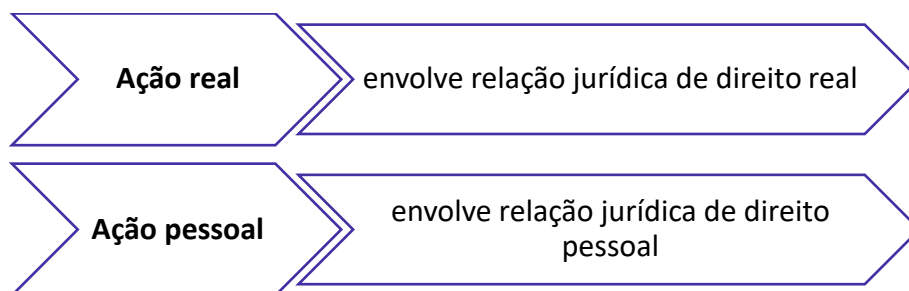 Ação real
envolve relação jurídica de direito real
Ação pessoal
envolve relação jurídica de direito
pessoal